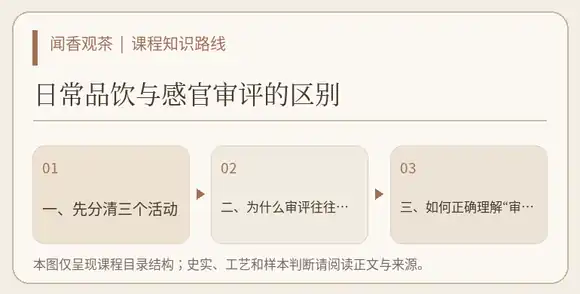 闻香观茶｜课程知识路线
日常品饮与感官审评的区别
01
一、先分清三个活动
02
二、为什么审评往往…
03
三、如何正确理解“审…
本图仅呈现课程目录结构；史实、工艺和样本判断请阅读正文与来源。